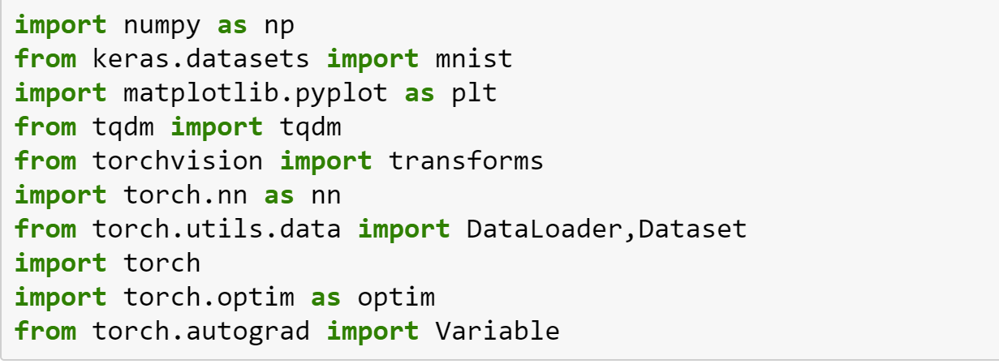 import numpy as np
from keras.datasets import mnist
import matplotlib.pyplot as plt
from tqdm import tqdm
from torchvision import transforms
import torch.nn as nn
from torch.utils.data import DataLoader,Dataset
import torch
import torch.optim as optim
from torch.autograd import Variable